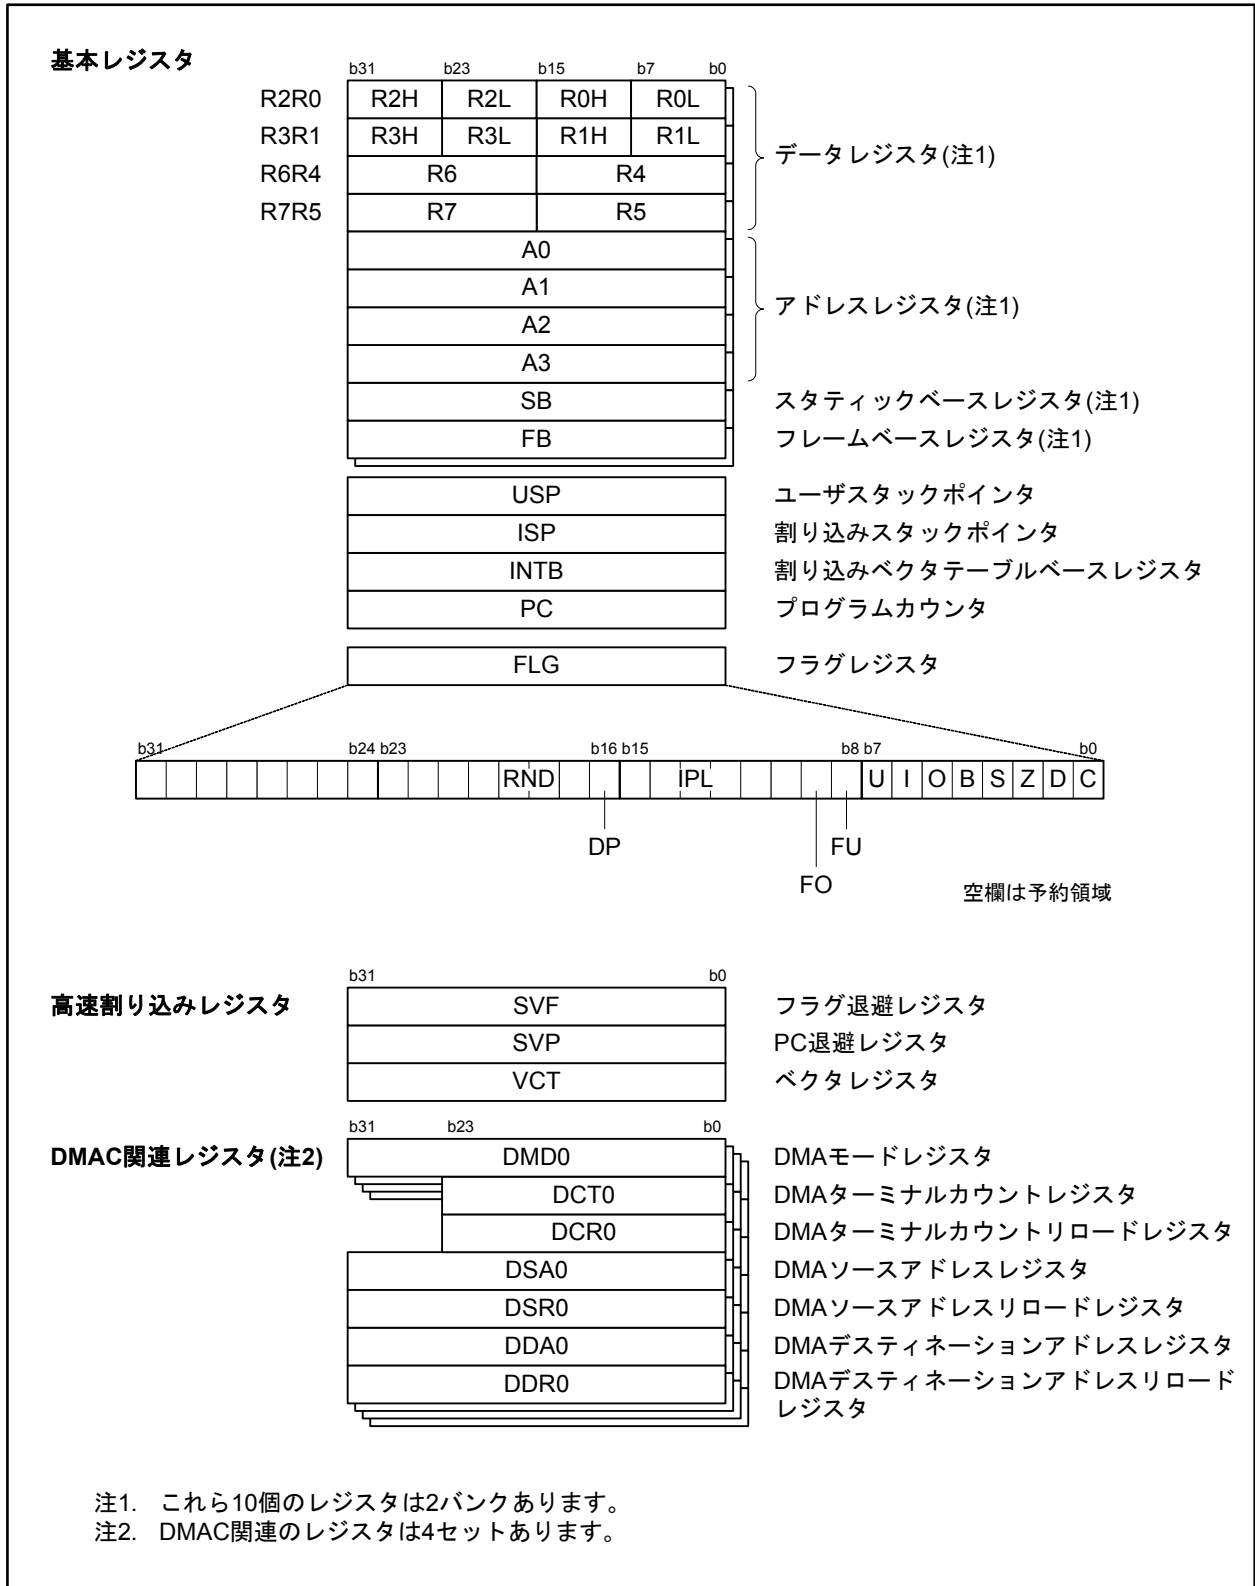 基本レジスタ
b31 b23 b15 b7 b0
R2R0 R2H R2L R0H R0L
R3R1 R3H R3L R1H R1L
データレジスタ(注1)
R6R4 R6 R4
R7R5 R7 R5
A0
A1
アドレスレジスタ(注1)
A2
A3
SB スタティックベースレジスタ(注1)
FB フレームベースレジスタ(注1)
USP ユーザスタックポインタ
ISP 割り込みスタックポインタ
INTB 割り込みベクタテーブルベースレジスタ
PC プログラムカウンタ
FLG フラグレジスタ
b31 b24 b23 b16 b15 b8 b7 b0
RND IPL U I O B S Z D C
DP FU
FO
空欄は予約領域
b31 b0
高速割り込みレジスタ SVF フラグ退避レジスタ
SVP PC退避レジスタ
VCT ベクタレジスタ
b31 b23 b0
DMAC関連レジスタ(注2) DMD0 DMAモードレジスタ
DCT0 DMAターミナルカウントレジスタ
DCR0 DMAターミナルカウントリロードレジスタ
DSA0 DMAソースアドレスレジスタ
DSR0 DMAソースアドレスリロードレジスタ
DDA0 DMAデスティネーションアドレスレジスタ
DDR0 DMAデスティネーションアドレスリロード
レジスタ
注1. これら10個のレジスタは2バンクあります。
注2. DMAC関連のレジスタは4セットあります。